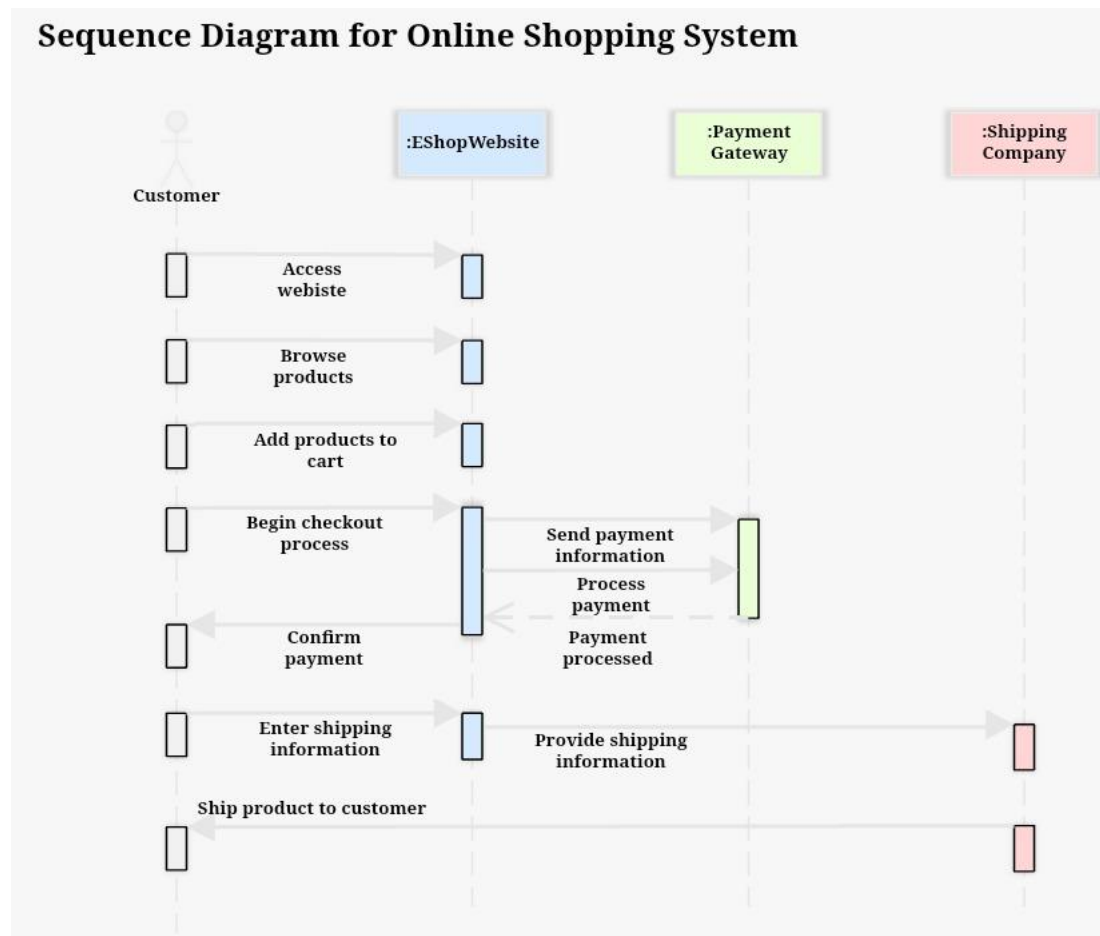 Sequence Diagram for Online Shopping System
:EShopWebsite
:Payment
Gateway
:Shipping
Company
Customer
Access
webiste
Browse
products
Add products to
cart
Begin checkout
process
Send payment
information
Process
payment
Confirm
payment
Payment
processed
Enter shipping
information
Provide shipping
information
Ship product to customer